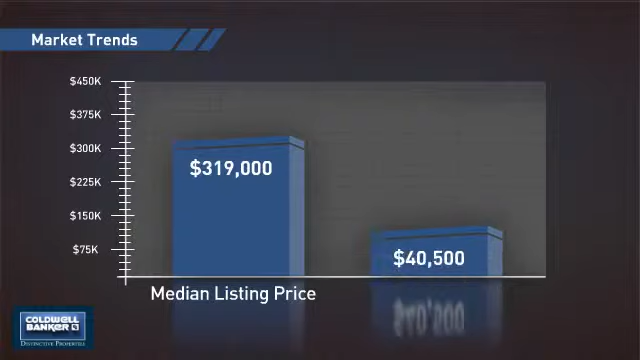 Market Trends
$450K
$375K
$300K
$225K
$150K
$75K
$319,000
$40,500
Median Listing Price
COLDWELL
BANKER
DISTINCTIVE PROPERTIES